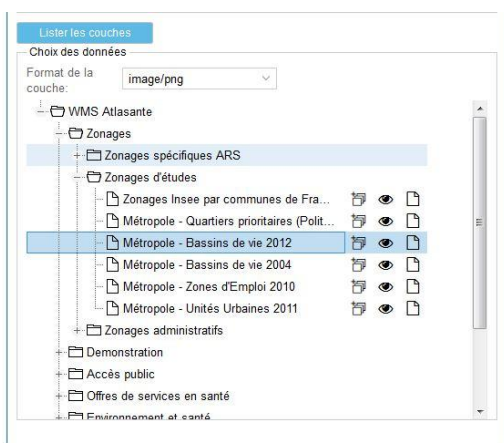 Lister les couches
Choix des données
Format de la
couche:
image/png
WMS Atlasante
Zonages
Zonages spécifiques ARS
Zonages d'études
Zonages Insee par communes de Fra...
Métropole - Quartiers prioritaires (Polit...
Métropole - Bassins de vie 2012
Métropole - Bassins de vie 2004
Métropole - Zones d'Emploi 2010
Métropole - Unités Urbaines 2011
Zonages administratifs
Demonstration
Accès public
Offres de services en santé
Environnement et santé